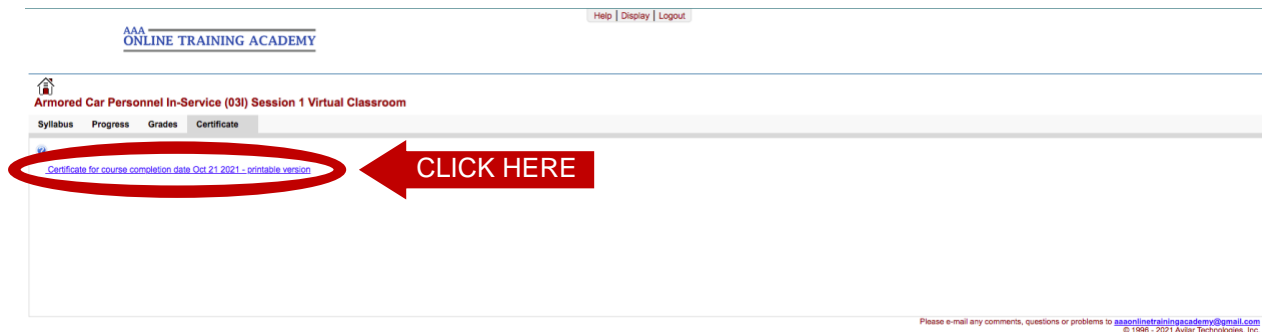 Help | Display | Logout
AAA
ONLINE TRAINING ACADEMY
Armored Car Personnel In-Service (03I) Session 1 Virtual Classroom
Syllabus Progress Grades Certificate
Certificate for course completion date Oct 21 2021 - printable version
CLICK HERE
Please e-mail any comments, questions or problems to aaaonlinetrainingacademy@gmail.com
© 1996 - 2021 Avilar Technologies, Inc.